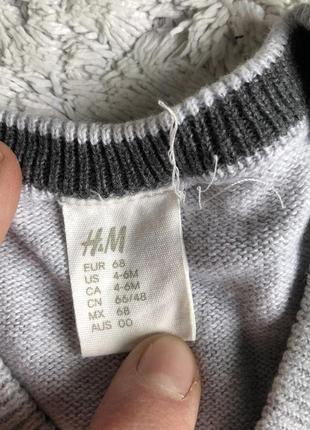 H&M
EUR 68
US 4-6M
CA 4-6M
CN 66/48
MX 68
AUS 00